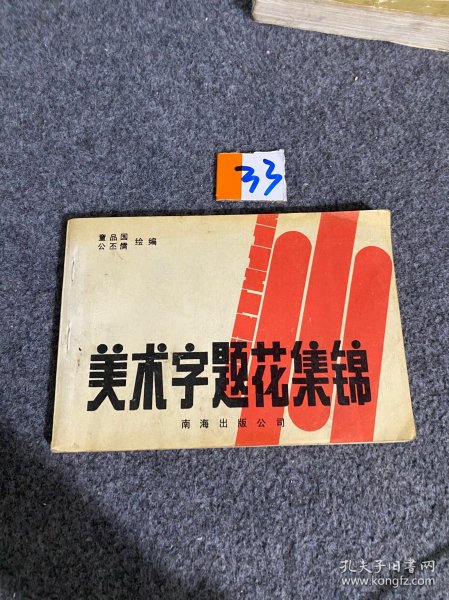 33
童品国
公丕儒 绘编
美术字题花集锦
南海出版公司
孔夫子旧书网
www.kongfz.com